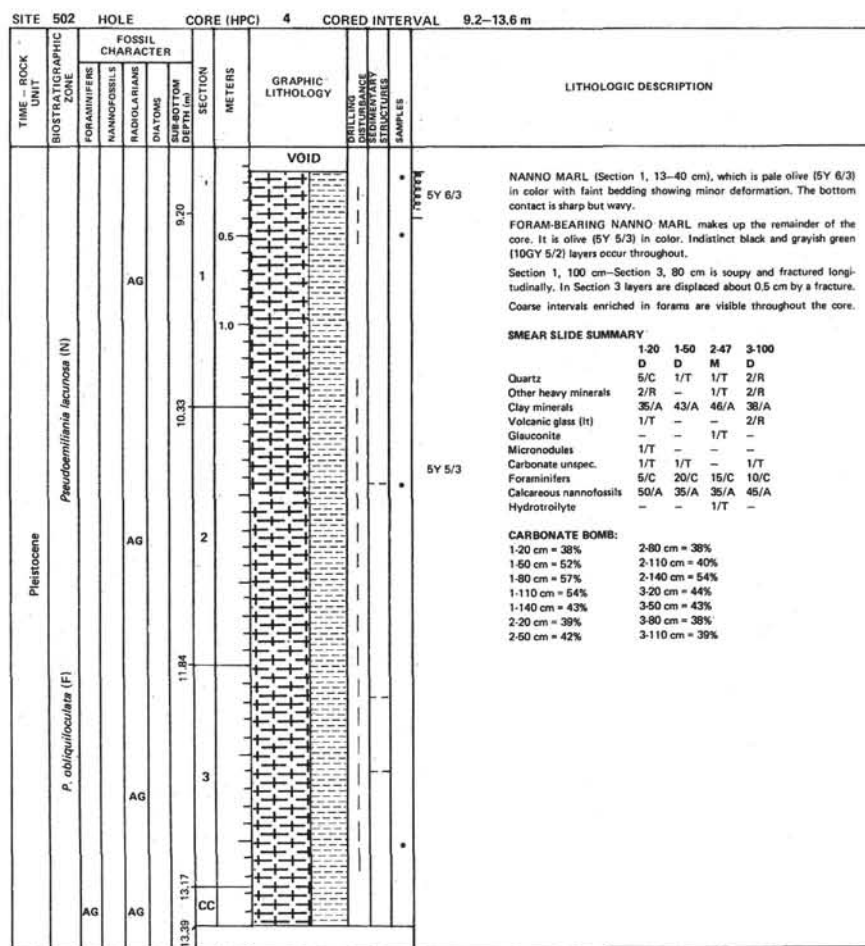 SITE 502 HOLE CORE (HPC) 4 CORED INTERVAL 9.2–13.6 m
TIME – ROCK UNIT
BIOSTRATIGRAPHIC ZONE
FOSSIL CHARACTER
FORAMINIFERS
NANNOFOSSILS
RADIOLARIANS
DIATOMS
SUB-BOTTOM DEPTH (m)
SECTION
METERS
GRAPHIC LITHOLOGY
DRILLING DISTURBANCE
SEDIMENTARY STRUCTURES
SAMPLES
LITHOLOGIC DESCRIPTION
Pleistocene
Pseudoemiliania lacunosa (N)
P. obliquiloculata (F)
AG
AG
AG
AG AG
9.20
10.33
11.84
13.17
13.39
1
2
3
CC
0.5
1.0
VOID
5Y 6/3
5Y 5/3
NANNO MARL (Section 1, 13–40 cm), which is pale olive (5Y 6/3)
in color with faint bedding showing minor deformation. The bottom
contact is sharp but wavy.
FORAM-BEARING NANNO MARL makes up the remainder of the
core. It is olive (5Y 5/3) in color. Indistinct black and grayish green
(10GY 5/2) layers occur throughout.
Section 1, 100 cm–Section 3, 80 cm is soupy and fractured longi-
tudinally. In Section 3 layers are displaced about 0.5 cm by a fracture.
Coarse intervals enriched in forams are visible throughout the core.
SMEAR SLIDE SUMMARY
1-20 1-50 2-47 3-100
D D M D
Quartz 5/C 1/T 1/T 2/R
Other heavy minerals 2/R – 1/T 2/R
Clay minerals 35/A 43/A 46/A 38/A
Volcanic glass (lt) 1/T – – 2/R
Glauconite – – 1/T –
Micronodules 1/T – – –
Carbonate unspec. 1/T 1/T – 1/T
Foraminifers 5/C 20/C 15/C 10/C
Calcareous nannofossils 50/A 35/A 35/A 45/A
Hydrotroilyte – – 1/T –
CARBONATE BOMB:
1-20 cm = 38% 2-80 cm = 38%
1-50 cm = 52% 2-110 cm = 40%
1-80 cm = 57% 2-140 cm = 54%
1-110 cm = 54% 3-20 cm = 44%
1-140 cm = 43% 3-50 cm = 43%
2-20 cm = 39% 3-80 cm = 38%
2-50 cm = 42% 3-110 cm = 39%